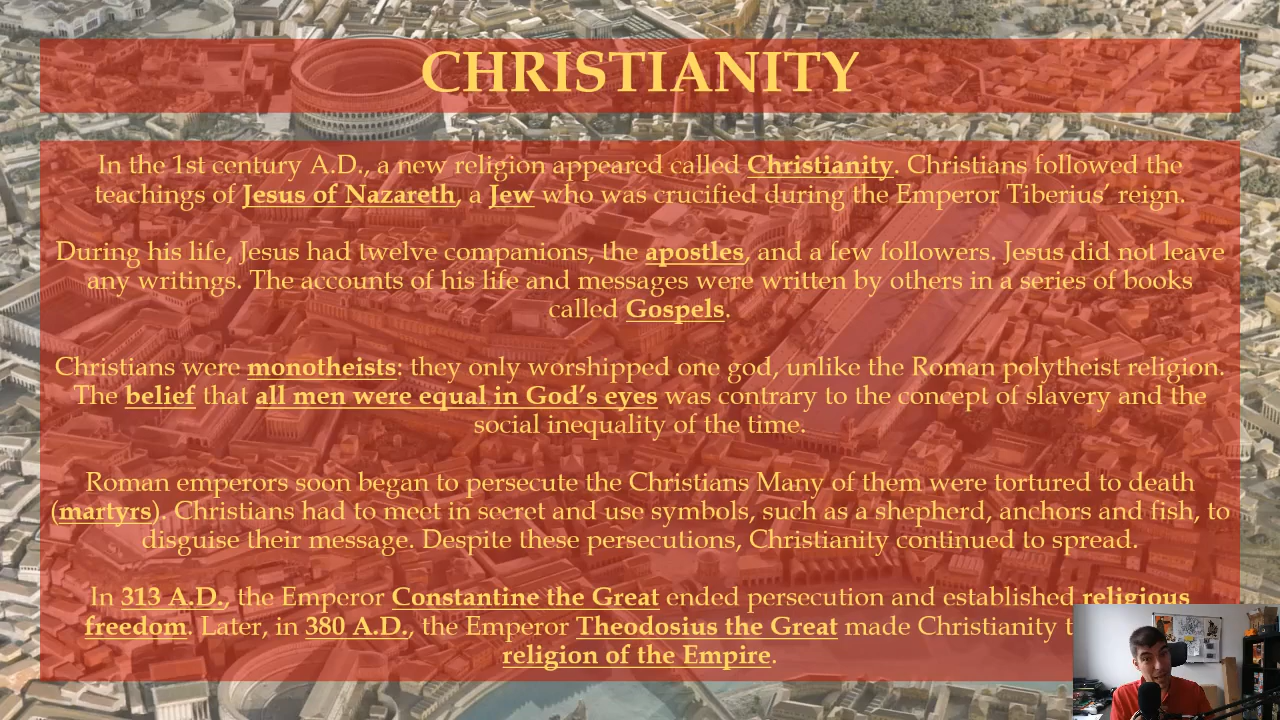 CHRISTIANITY
In the 1st century A.D., a new religion appeared called Christianity. Christians followed the
teachings of Jesus of Nazareth, a Jew who was crucified during the Emperor Tiberius’ reign.
During his life, Jesus had twelve companions, the apostles, and a few followers. Jesus did not leave
any writings. The accounts of his life and messages were written by others in a series of books
called Gospels.
Christians were monotheists: they only worshipped one god, unlike the Roman polytheist religion.
The belief that all men were equal in God’s eyes was contrary to the concept of slavery and the
social inequality of the time.
Roman emperors soon began to persecute the Christians Many of them were tortured to death
(martyrs). Christians had to meet in secret and use symbols, such as a shepherd, anchors and fish, to
disguise their message. Despite these persecutions, Christianity continued to spread.
In 313 A.D., the Emperor Constantine the Great ended persecution and established religious
freedom. Later, in 380 A.D., the Emperor Theodosius the Great made Christianity
religion of the Empire.